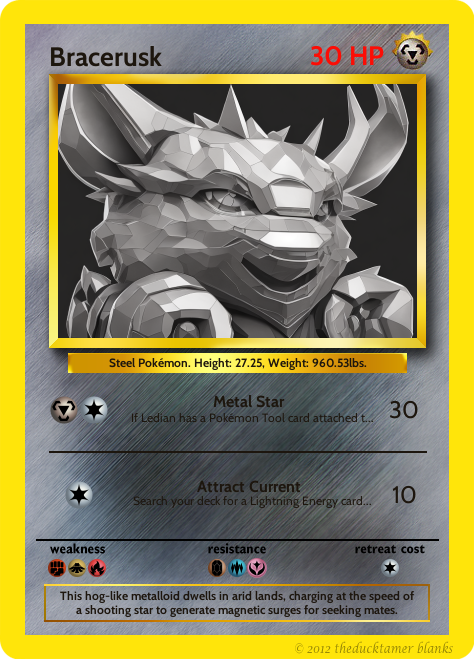 Bracerusk 30 HP
Steel Pokémon. Height: 27.25, Weight: 960.53lbs.
Metal Star
If Ledian has a Pokémon Tool card attached t... 30
Attract Current
Search your deck for a Lightning Energy card... 10
weakness resistance retreat cost
This hog-like metalloid dwells in arid lands, charging at the speed of
a shooting star to generate magnetic surges for seeking mates.
© 2012 theducktamer blanks